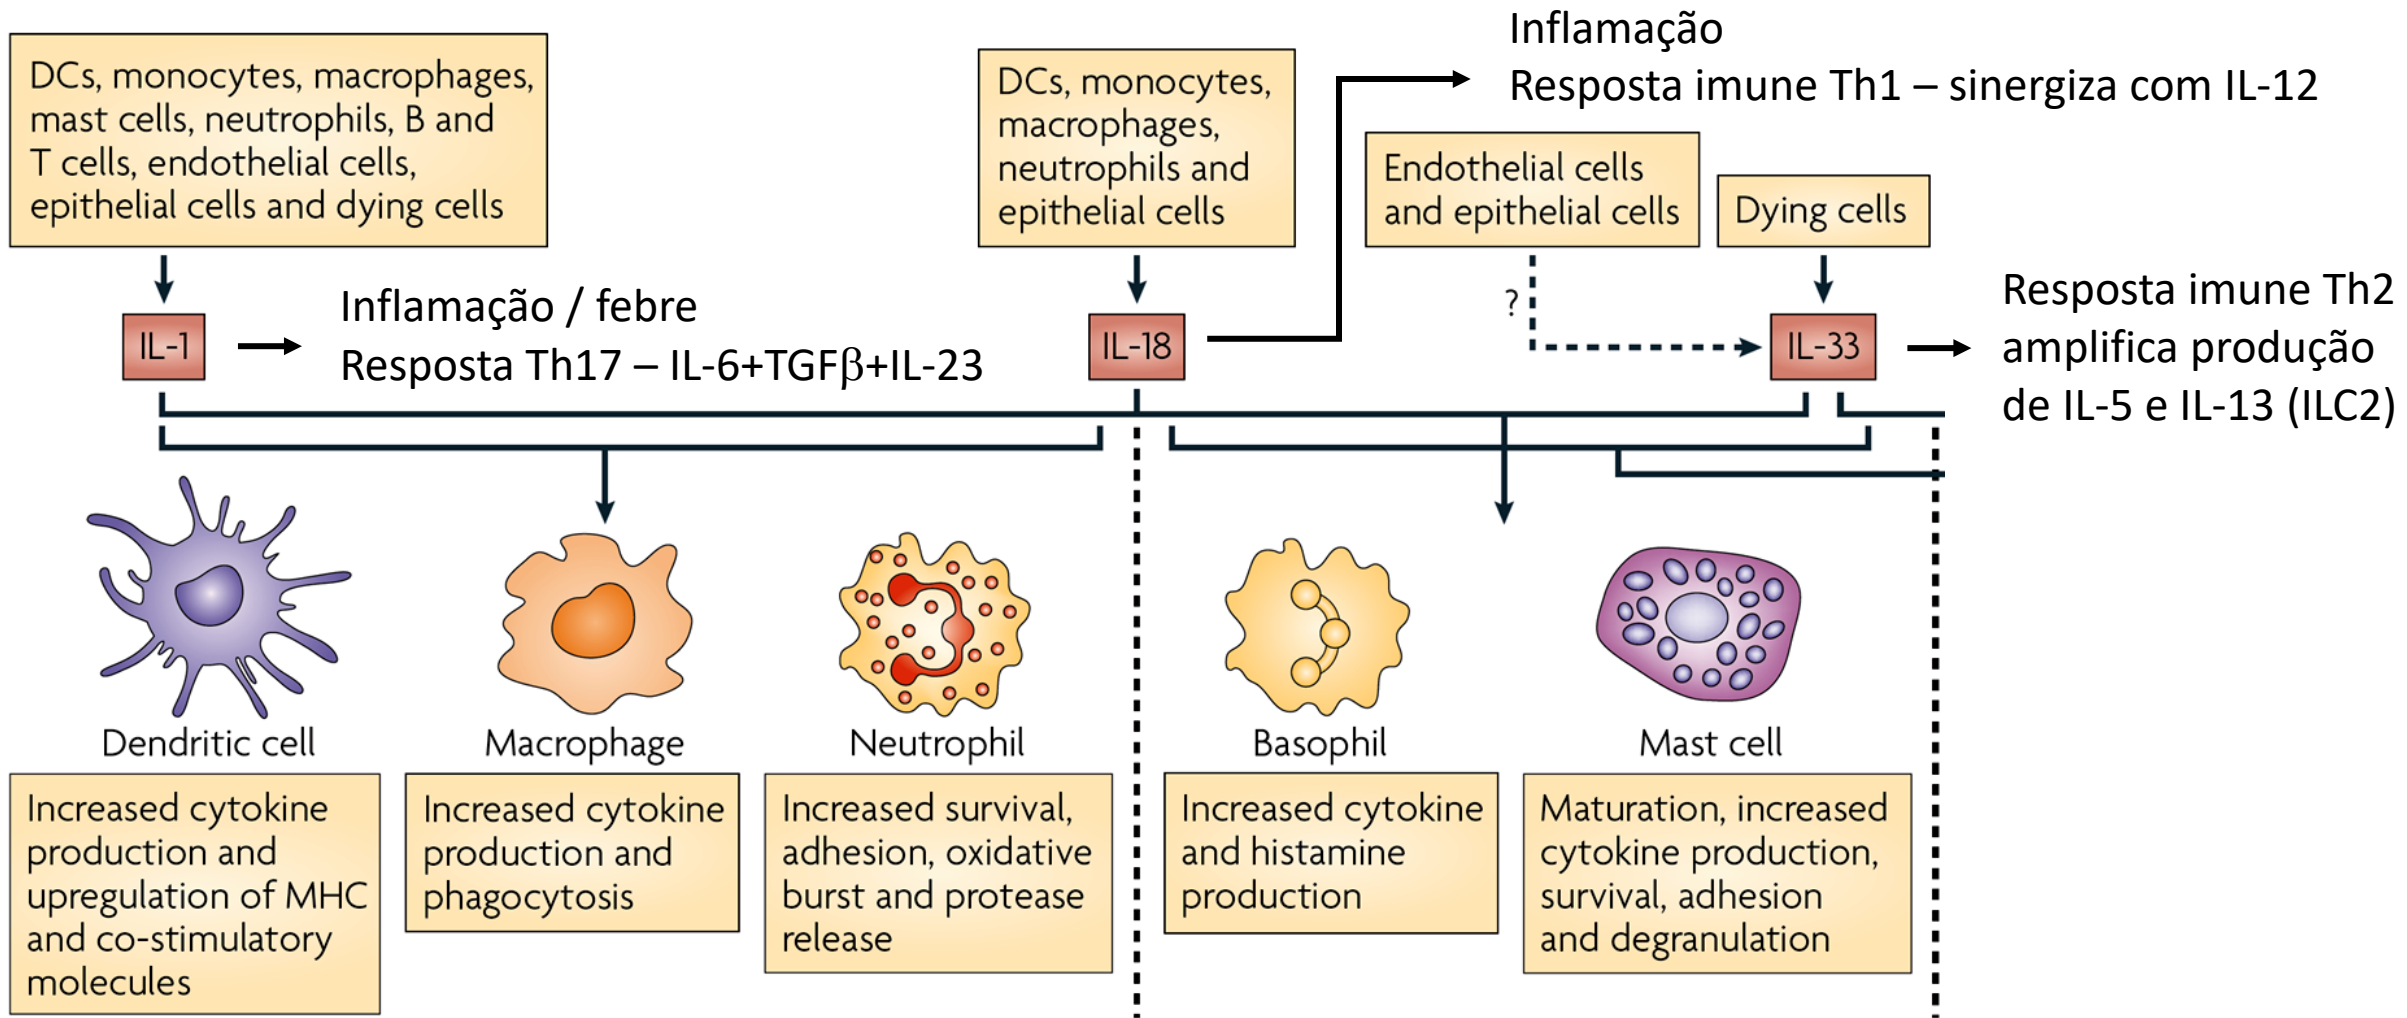 Inflamação
Resposta imune Th1 – sinergiza com IL-12
DCs, monocytes, macrophages,
mast cells, neutrophils, B and
T cells, endothelial cells,
epithelial cells and dying cells
DCs, monocytes,
macrophages,
neutrophils and
epithelial cells
Endothelial cells
and epithelial cells
Dying cells
IL-1
Inflamação / febre
Resposta Th17 – IL-6+TGFβ+IL-23
IL-18
?
IL-33
Resposta imune Th2
amplifica produção
de IL-5 e IL-13 (ILC2)
Dendritic cell
Macrophage
Neutrophil
Basophil
Mast cell
Increased cytokine
production and
upregulation of MHC
and co-stimulatory
molecules
Increased cytokine
production and
phagocytosis
Increased survival,
adhesion, oxidative
burst and protease
release
Increased cytokine
and histamine
production
Maturation, increased
cytokine production,
survival, adhesion
and degranulation